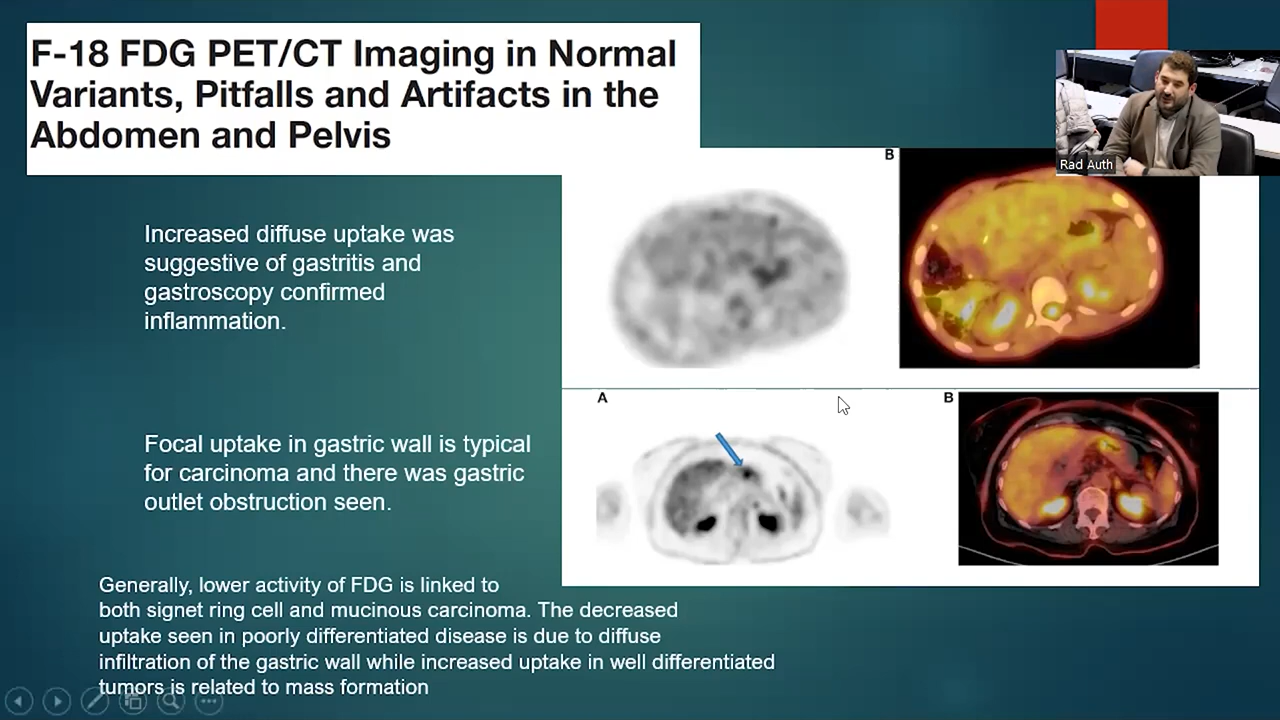 F-18 FDG PET/CT Imaging in Normal
Variants, Pitfalls and Artifacts in the
Abdomen and Pelvis
Rad Auth
B
Increased diffuse uptake was
suggestive of gastritis and
gastroscopy confirmed
inflammation.
A
B
Focal uptake in gastric wall is typical
for carcinoma and there was gastric
outlet obstruction seen.
Generally, lower activity of FDG is linked to
both signet ring cell and mucinous carcinoma. The decreased
uptake seen in poorly differentiated disease is due to diffuse
infiltration of the gastric wall while increased uptake in well differentiated
tumors is related to mass formation